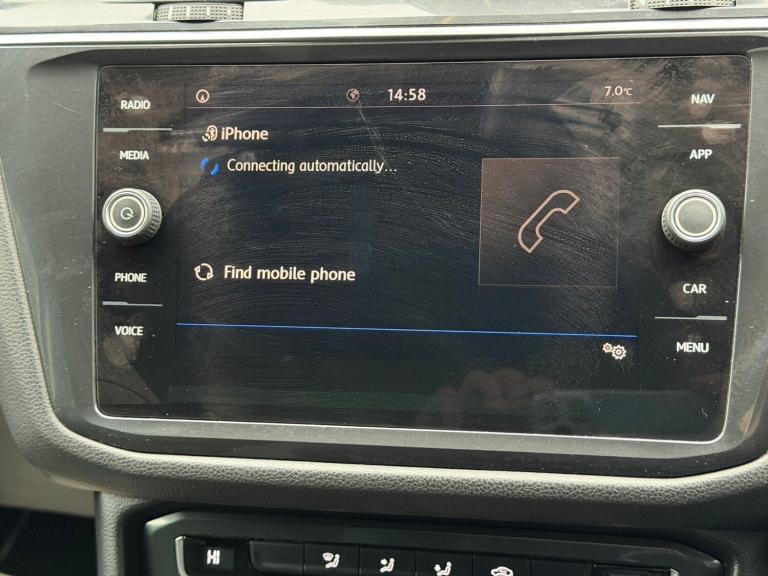 14:58
7.0°C
RADIO
NAV
iPhone
MEDIA
APP
Connecting automatically...
PHONE
Find mobile phone
CAR
VOICE
MENU
HI